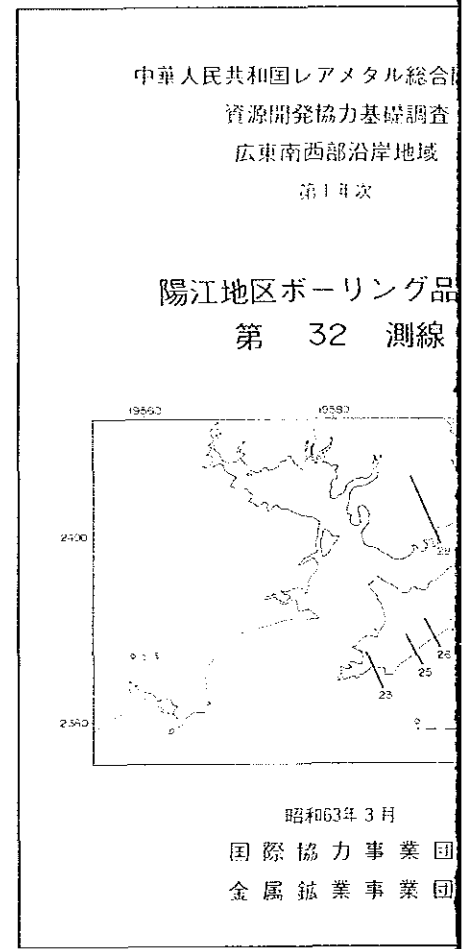 中華人民共和国レアメタル総合
資源開発協力基礎調査
広東南西部沿岸地域
第1年次
陽江地区ボーリング品
第 32 測線
19560 19580
2400
23
25
26
2360
昭和63年3月
国際協力事業団
金属鉱業事業団